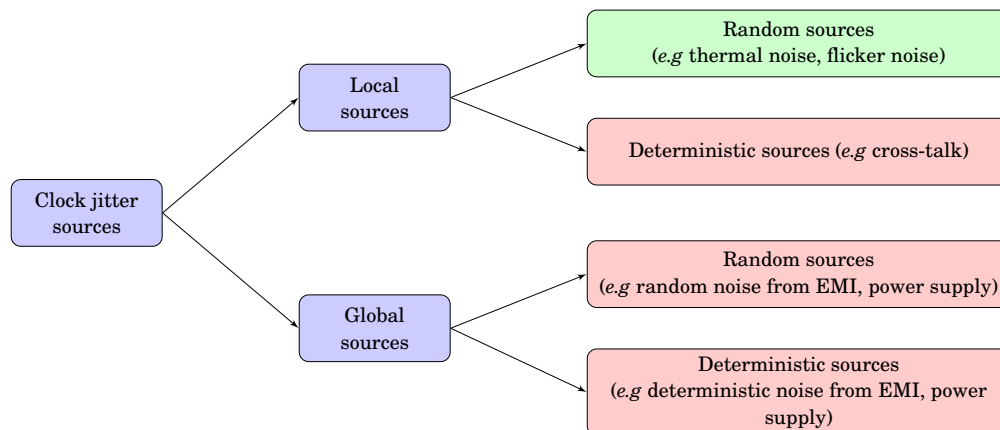 Random sources
(e.g thermal noise, flicker noise)
Local
sources
Deterministic sources (e.g cross-talk)
Clock jitter
sources
Random sources
(e.g random noise from EMI, power supply)
Global
sources
Deterministic sources
(e.g deterministic noise from EMI, power
supply)